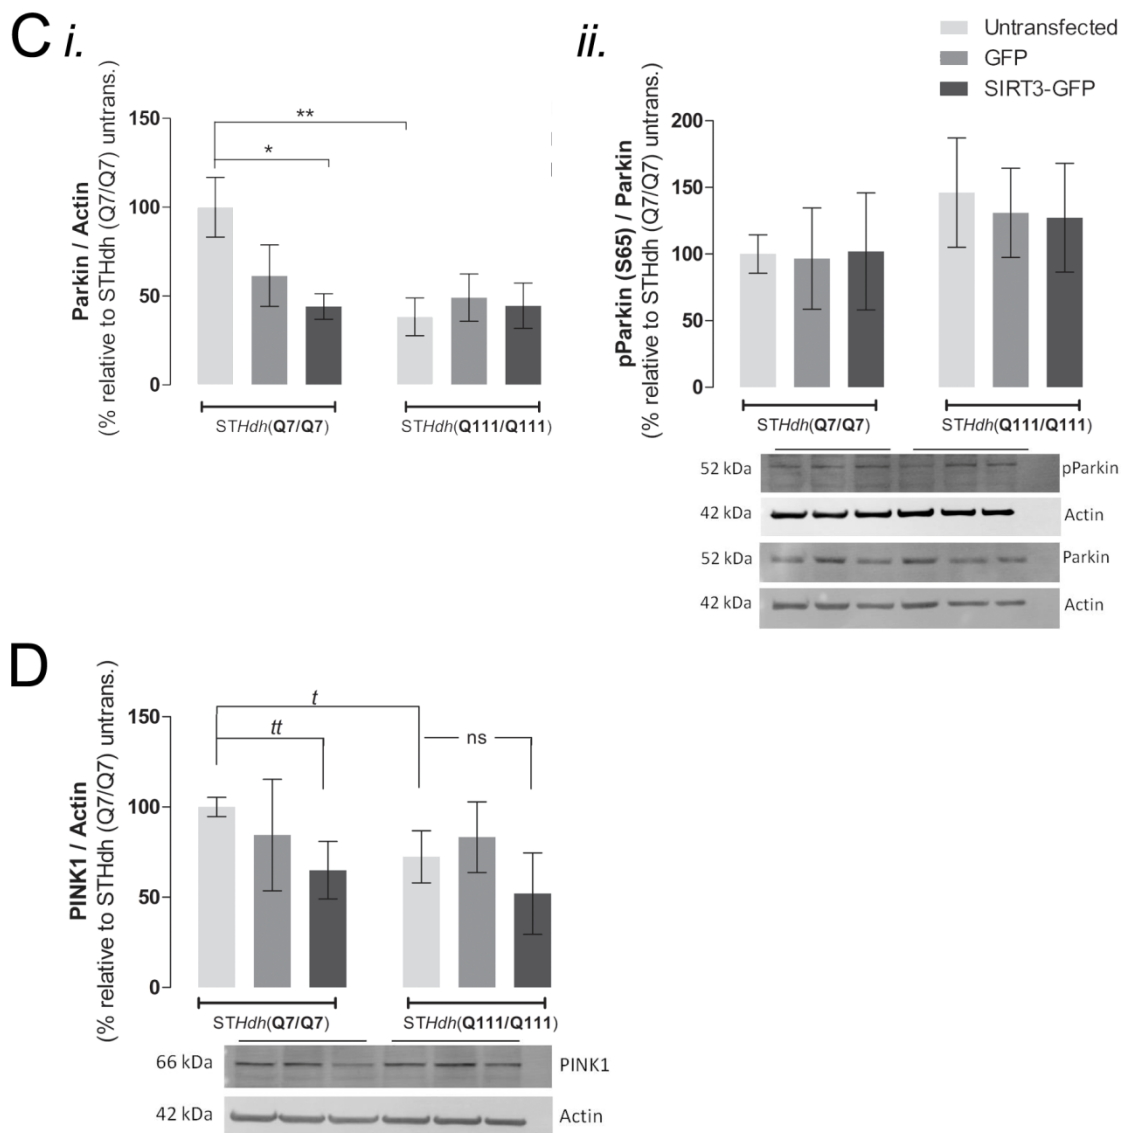 C i.
Parkin / Actin
(% relative to STHdh (Q7/Q7) untrans.)
150
100
50
0
**
*
STHdh(Q7/Q7)
STHdh(Q111/Q111)
ii.
Untransfected
GFP
SIRT3-GFP
pParkin (S65) / Parkin
(% relative to STHdh (Q7/Q7) untrans.)
200
150
100
50
0
STHdh(Q7/Q7)
STHdh(Q111/Q111)
52 kDa pParkin
42 kDa Actin
52 kDa Parkin
42 kDa Actin
D
PINK1 / Actin
(% relative to STHdh (Q7/Q7) untrans.)
150
100
50
0
t
tt
ns
STHdh(Q7/Q7)
STHdh(Q111/Q111)
66 kDa PINK1
42 kDa Actin